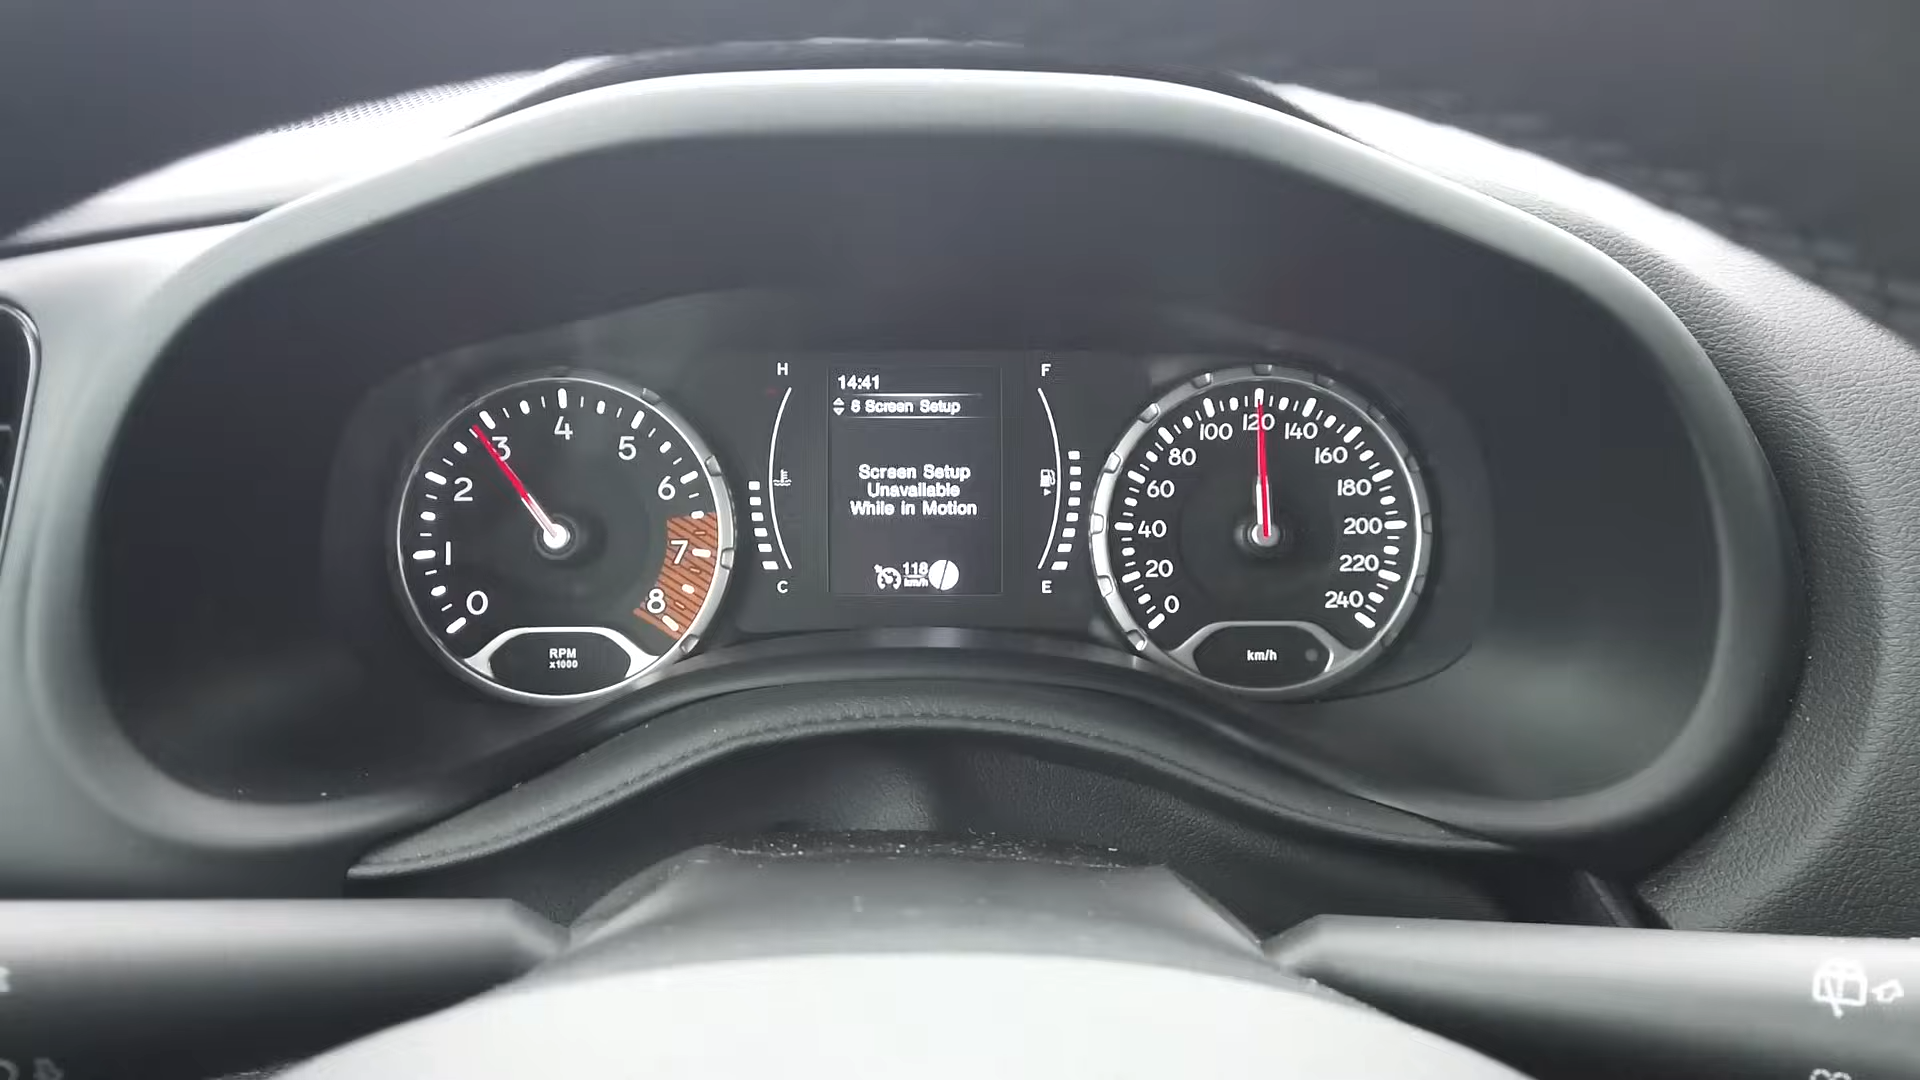 14:41
6 Screen Setup
Screen Setup
Unavailable
While in Motion
118
km/h
H
C
F
E
0
1
2
3
4
5
6
7
8
RPM
x1000
0
20
40
60
80
100
120
140
160
180
200
220
240
km/h